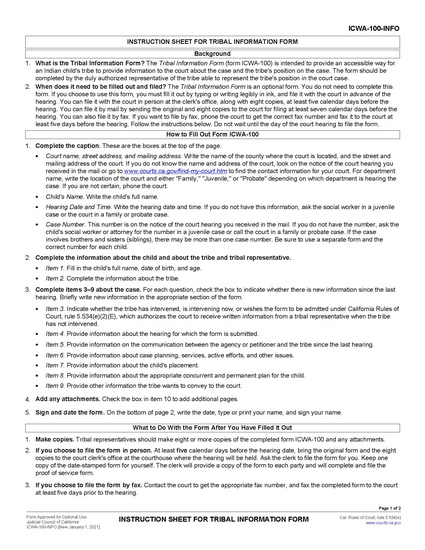 ICWA-100-INFO
INSTRUCTION SHEET FOR TRIBAL INFORMATION FORM
Background
1. What is the Tribal Information Form? The Tribal Information Form (form ICWA-100) is intended to provide an accessible way for
an Indian child's tribe to provide information to the court about the case and the tribe's position on the case. The form should be
completed by the duly authorized representative of the tribe able to represent the tribe's position in the court case.
2. When does it need to be filled out and filed? The Tribal Information Form is an optional form. You do not need to complete this
form. If you choose to use this form, you must fill it out by typing or writing legibly in ink, and file it with the court in advance of the
hearing. You can file it with the court in person at the clerk's office, along with eight copies, at least five calendar days before the
hearing. You can file it by mail by sending the original and eight copies to the court for filing at least seven calendar days before the
hearing. You can also file it by fax. If you want to file by fax, phone the court to get the correct fax number and fax it to the court at
least five days before the hearing. Follow the instructions below. Do not wait until the day of the court hearing to file the form.
How to Fill Out Form ICWA-100
1. Complete the caption. These are the boxes at the top of the page.
• Court name, street address, and mailing address. Write the name of the county where the court is located, and the street and
mailing address of the court. If you do not know the name and address of the court, look on the notice of the court hearing you
received in the mail or go to www.courts.ca.gov/find-my-court.htm to find the contact information for your court. For department
name, write the location of the court and either "Family," "Juvenile," or "Probate" depending on which department is hearing the
case. If you are not certain, phone the court.
• Child's Name. Write the child's full name.
• Hearing Date and Time. Write the hearing date and time. If you do not have this information, ask the social worker in a juvenile
case or the court in a family or probate case.
• Case Number. This number is on the notice of the court hearing you received in the mail. If you do not have the number, ask the
child's social worker or attorney for the number in a juvenile case or call the court in a family or probate case. If the case
involves brothers and sisters (siblings), there may be more than one case number. Be sure to use a separate form and the
correct number for each child.
2. Complete the information about the child and about the tribe and tribal representative.
• Item 1. Fill in the child's full name, date of birth, and age.
• Item 2. Complete the information about the tribe.
3. Complete items 3–9 about the case. For each question, check the box to indicate whether there is new information since the last
hearing. Briefly write new information in the appropriate section of the form.
• Item 3. Indicate whether the tribe has intervened, is intervening now, or wishes the form to be admitted under California Rules of
Court, rule 5.534(e)(2)(E), which authorizes the court to receive written information from a tribal representative when the tribe
has not intervened.
• Item 4. Provide information about the hearing for which the form is submitted.
• Item 5. Provide information on the communication between the agency or petitioner and the tribe since the last hearing.
• Item 6. Provide information about case planning, services, active efforts, and other issues.
• Item 7. Provide information about the child's placement.
• Item 8. Provide information about the appropriate concurrent and permanent plan for the child.
• Item 9. Provide other information the tribe wants to convey to the court.
4. Add any attachments. Check the box in item 10 to add additional pages.
5. Sign and date the form. On the bottom of page 2, write the date, type or print your name, and sign your name.
What to Do With the Form After You Have Filled It Out
1. Make copies. Tribal representatives should make eight or more copies of the completed form ICWA-100 and any attachments.
2. If you choose to file the form in person. At least five calendar days before the hearing date, bring the original form and the eight
copies to the court clerk's office at the courthouse where the hearing will be held. Ask the clerk to file the form for you. Keep one
copy of the date-stamped form for yourself. The clerk will provide a copy of the form to each party and will complete and file the
proof of service form.
3. If you choose to file the form by fax. Contact the court to get the appropriate fax number, and fax the completed form to the court
at least five days prior to the hearing.
Page 1 of 2
Form Approved for Optional Use
Judicial Council of California
ICWA-100-INFO [New January 1, 2021]
INSTRUCTION SHEET FOR TRIBAL INFORMATION FORM
Cal. Rules of Court, rule 5.534(e)
www.courts.ca.gov